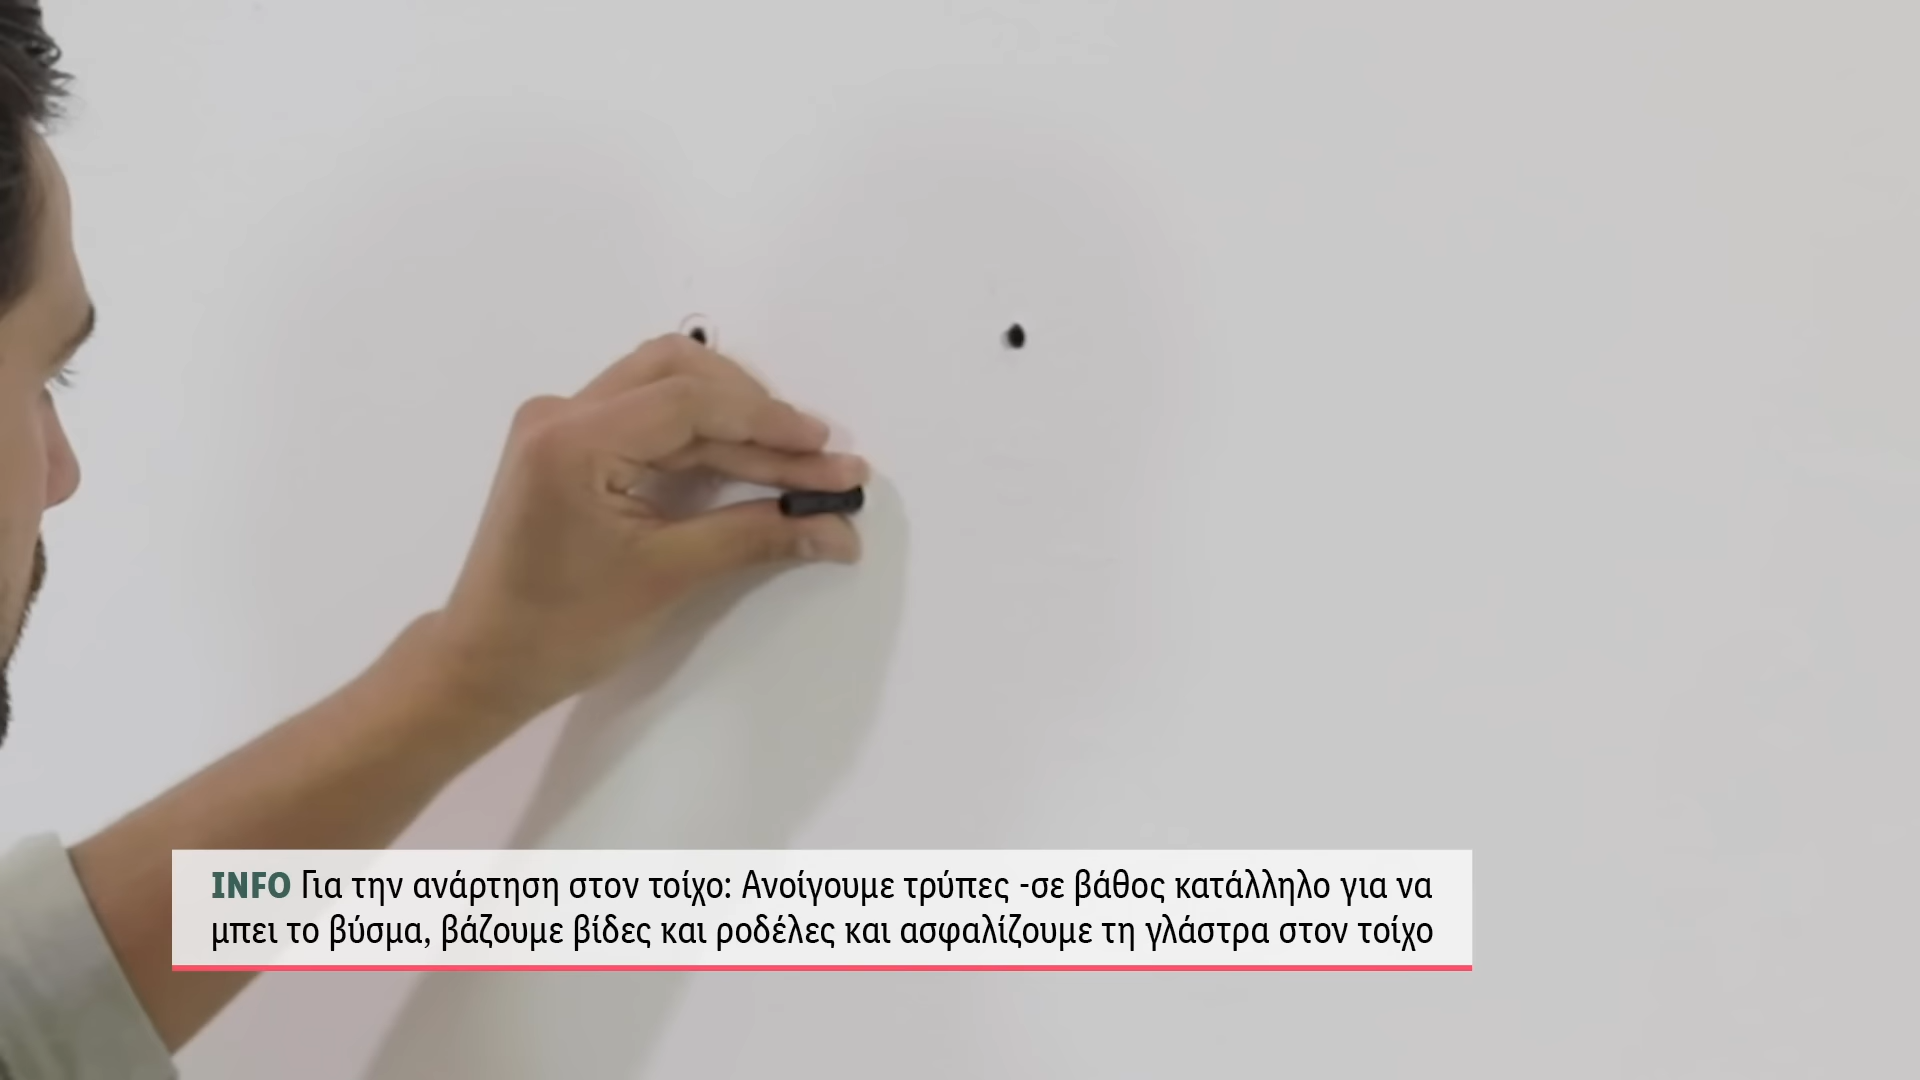 INFO Για την ανάρτηση στον τοίχο: Ανοίγουμε τρύπες -σε βάθος κατάλληλο για να
μπει το βύσμα, βάζουμε βίδες και ροδέλες και ασφαλίζουμε τη γλάστρα στον τοίχο